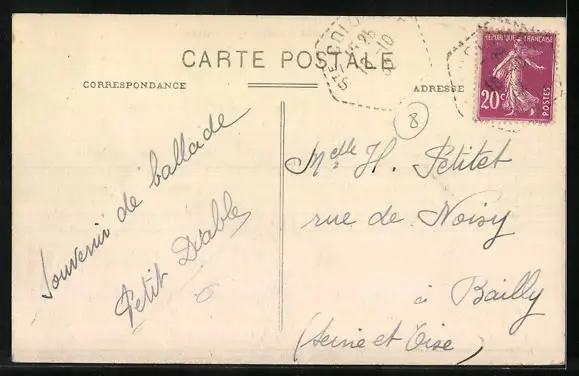 CARTE POSTALE
CORRESPONDANCE
ADRESSE
REPUBLIQUE FRANÇAISE
20c
POSTES
8
Souvenir de ballade
Petit Diable
Melle H. Petitet
rue de Noisy
à Bailly
(Seine et Oise)